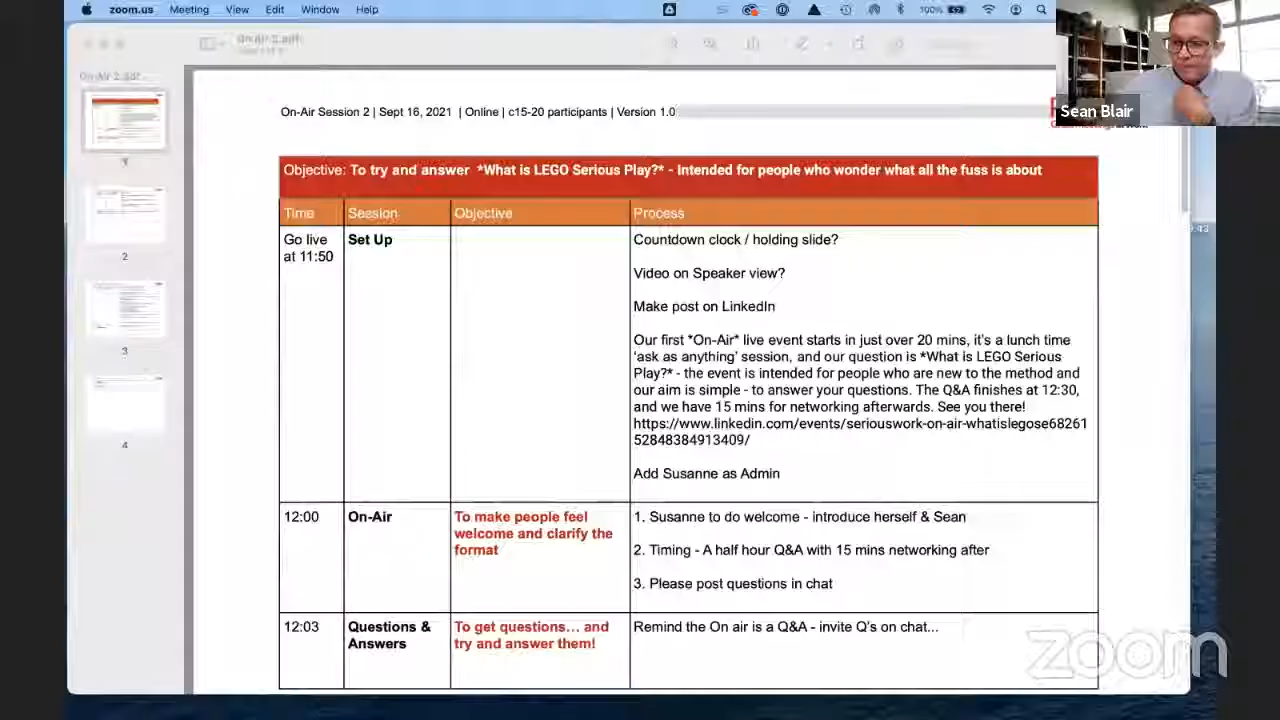 zoom.us Meeting View Edit Window Help 100%
On-Air 2.pdf
On-Air 2.pdf
Sean Blair
1
2
3
4
On-Air Session 2 | Sept 16, 2021 | Online | c15-20 participants | Version 1.0
Objective: To try and answer *What is LEGO Serious Play?* - Intended for people who wonder what all the fuss is about
Time Session Objective Process
Go live
at 11:50
Set Up
Countdown clock / holding slide?
Video on Speaker view?
Make post on LinkedIn
Our first *On-Air* live event starts in just over 20 mins, it's a lunch time
'ask as anything' session, and our question is *What is LEGO Serious
Play?* - the event is intended for people who are new to the method and
our aim is simple - to answer your questions. The Q&A finishes at 12:30,
and we have 15 mins for networking afterwards. See you there!
https://www.linkedin.com/events/seriouswork-on-air-whatislegose68261
52848384913409/
Add Susanne as Admin
12:00
On-Air
To make people feel
welcome and clarify the
format
1. Susanne to do welcome - introduce herself & Sean
2. Timing - A half hour Q&A with 15 mins networking after
3. Please post questions in chat
12:03
Questions &
Answers
To get questions… and
try and answer them!
Remind the On air is a Q&A - invite Q's on chat...
zoom